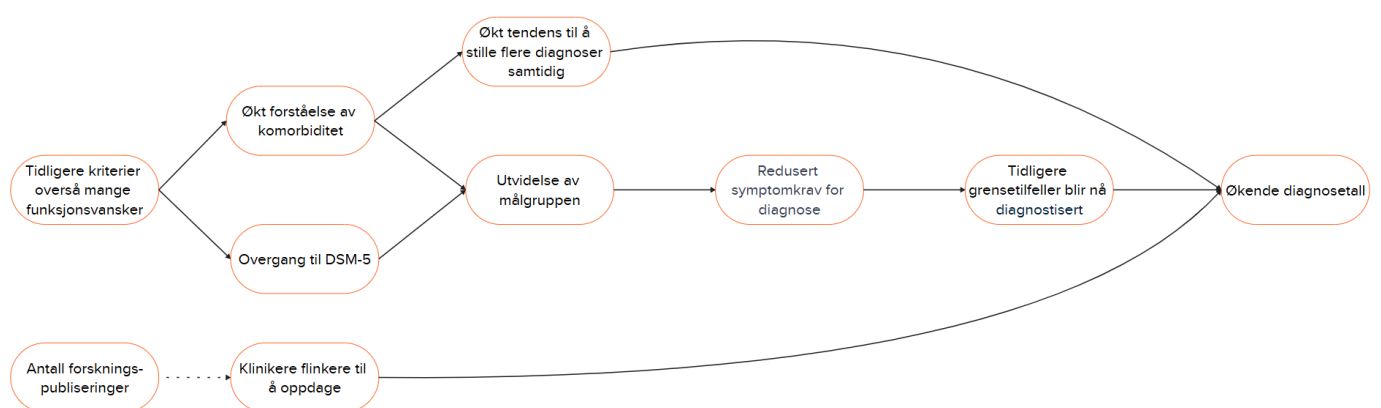 Økt tendens til å
stille flere diagnoser
samtidig
Økt forståelse av
komorbiditet
Tidligere kriterier
overså mange
funksjonsvansker
Utvidelse av
målgruppen
Redusert
symptomkrav for
diagnose
Tidligere
grensetilfeller blir nå
diagnostisert
Økende diagnosetall
Overgang til DSM-5
Antall forsknings-
publiseringer
Klinikere flinkere til
å oppdage